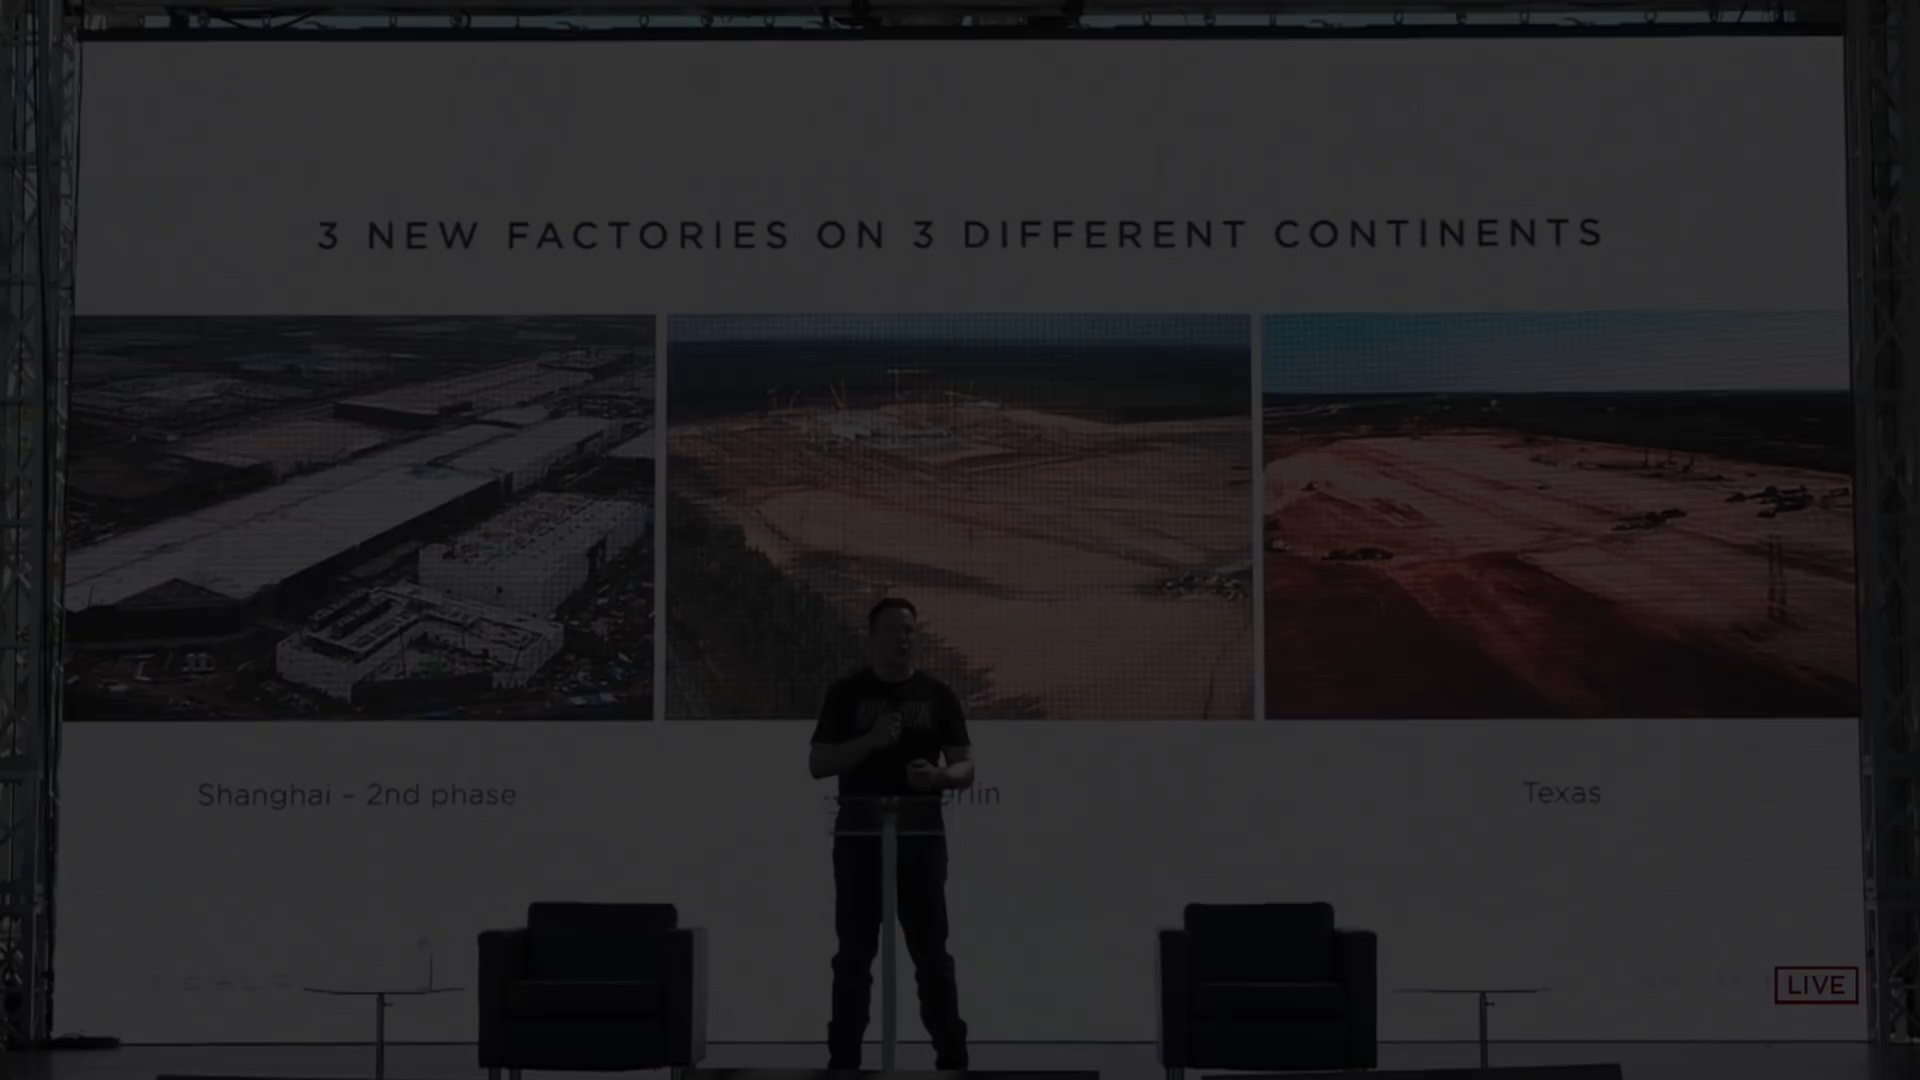 3 NEW FACTORIES ON 3 DIFFERENT CONTINENTS
Shanghai – 2nd phase
Texas
LIVE